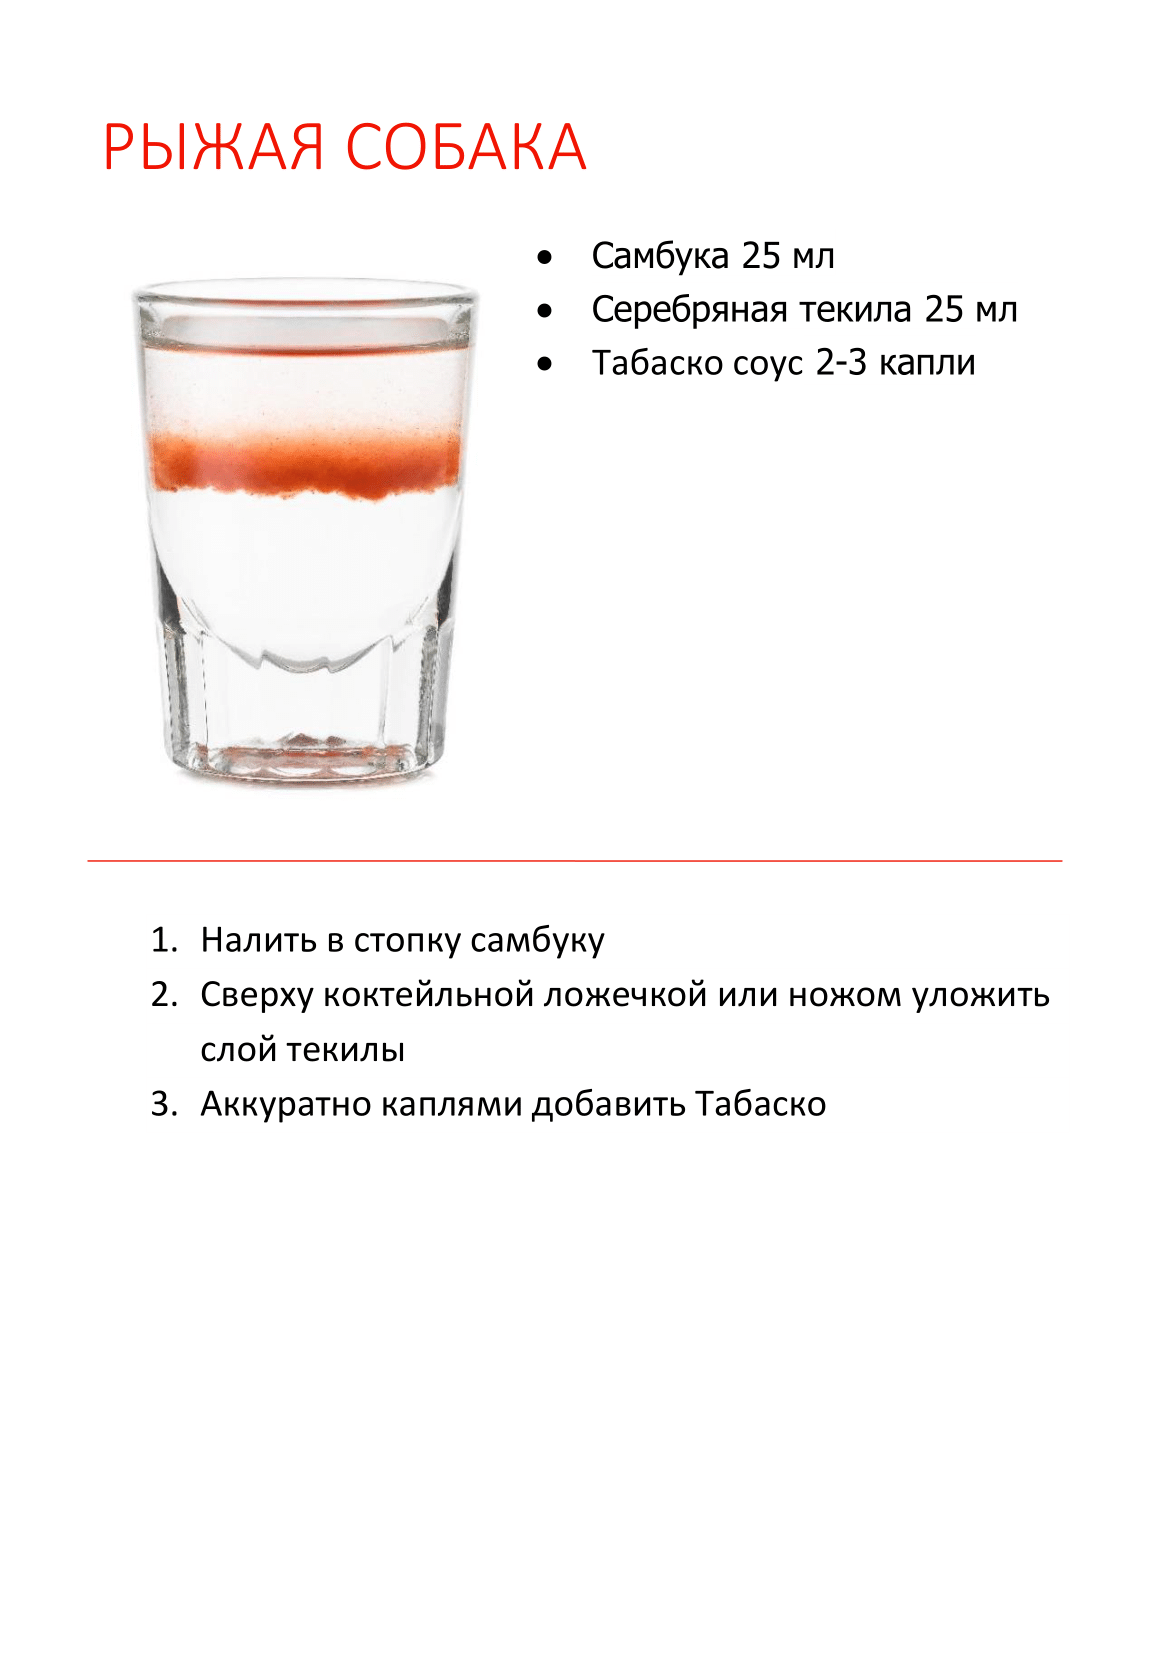 РЫЖАЯ СОБАКА
• Самбука 25 мл
• Серебряная текила 25 мл
• Табаско соус 2-3 капли
1. Налить в стопку самбуку
2. Сверху коктейльной ложечкой или ножом уложить
слой текилы
3. Аккуратно каплями добавить Табаско